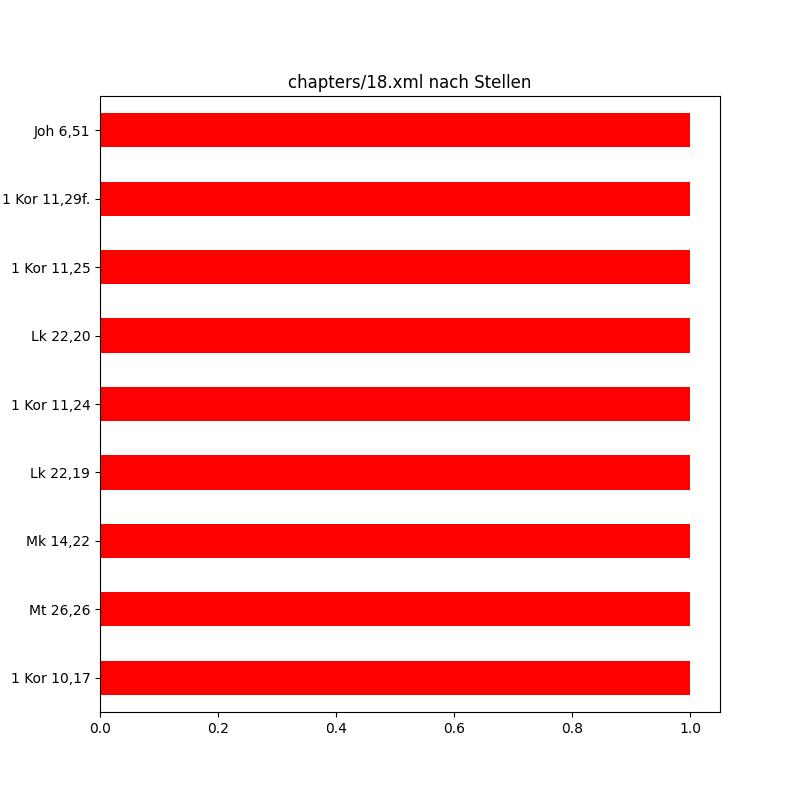 chapters/18.xml nach Stellen
Joh 6,51
1 Kor 11,29f.
1 Kor 11,25
Lk 22,20
1 Kor 11,24
Lk 22,19
Mk 14,22
Mt 26,26
1 Kor 10,17
0.0 0.2 0.4 0.6 0.8 1.0